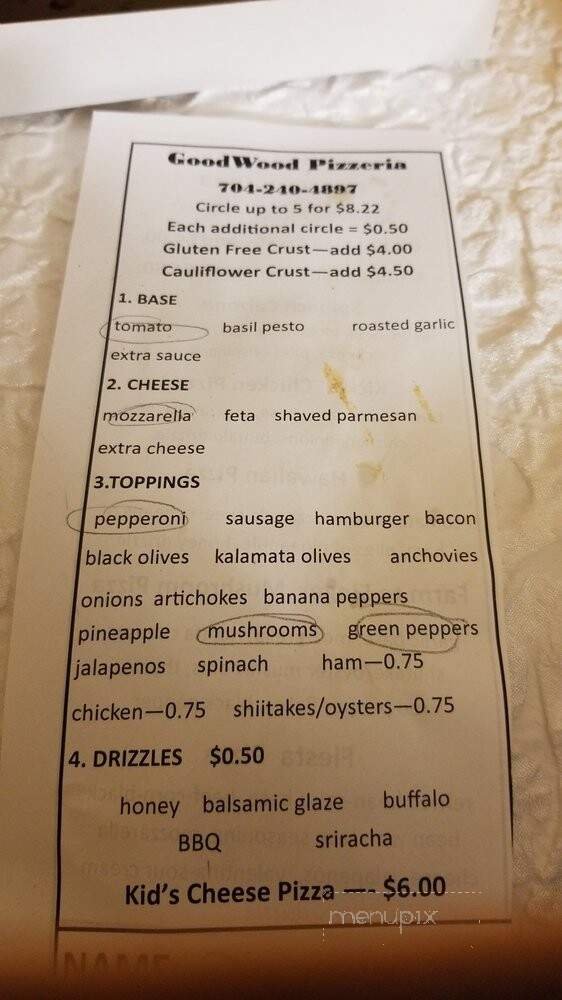 GoodWood Pizzeria
704-240-4897
Circle up to 5 for $8.22
Each additional circle = $0.50
Gluten Free Crust—add $4.00
Cauliflower Crust—add $4.50
1. BASE
tomato basil pesto roasted garlic
extra sauce
2. CHEESE
mozzarella feta shaved parmesan
extra cheese
3.TOPPINGS
pepperoni sausage hamburger bacon
black olives kalamata olives anchovies
onions artichokes banana peppers
pineapple mushrooms green peppers
jalapenos spinach ham—0.75
chicken—0.75 shiitakes/oysters—0.75
4. DRIZZLES $0.50
honey balsamic glaze buffalo
BBQ sriracha
Kid's Cheese Pizza —- $6.00
menupix
NAME